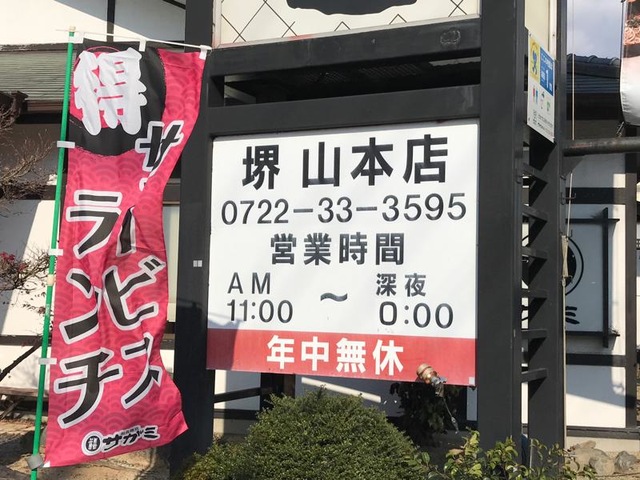 得
サービス
ランチ
サガミ
堺 山本店
0722-33-3595
営業時間
AM 深夜
11:00 ～ 0:00
年中無休